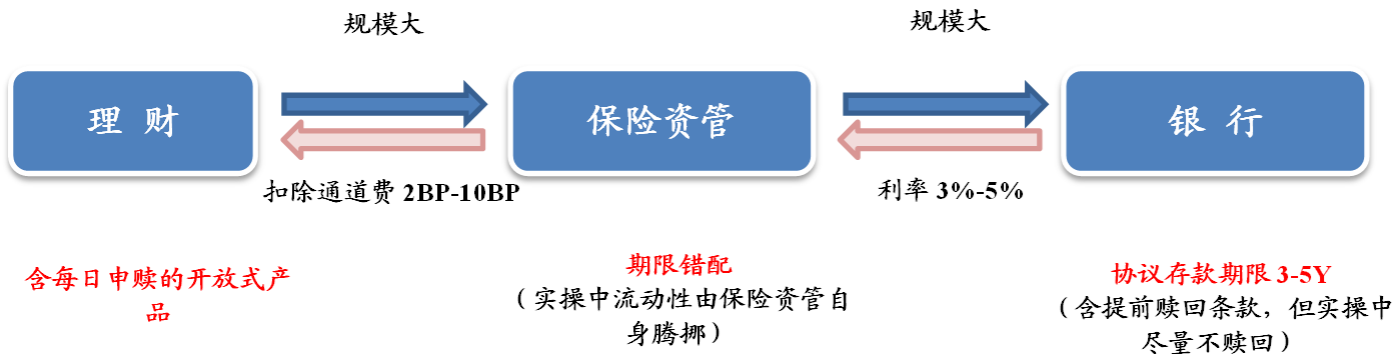 规模大
规模大
理 财
保险资管
银 行
扣除通道费 2BP-10BP
利率 3%-5%
含每日申赎的开放式产
品
期限错配
（实操中流动性由保险资管自
身腾挪）
协议存款期限 3-5Y
（含提前赎回条款，但实操中
尽量不赎回）